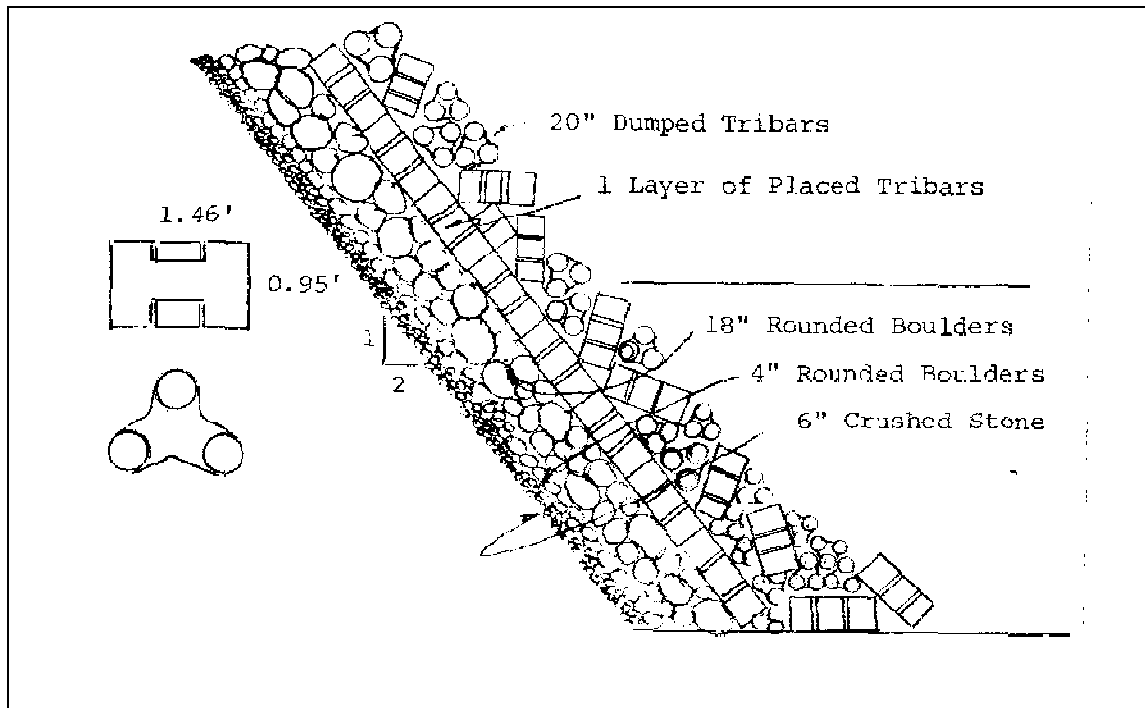 20" Dumped Tribars
1 Layer of Placed Tribars
1.46'
0.95'
18" Rounded Boulders
1
4" Rounded Boulders
2
6" Crushed Stone